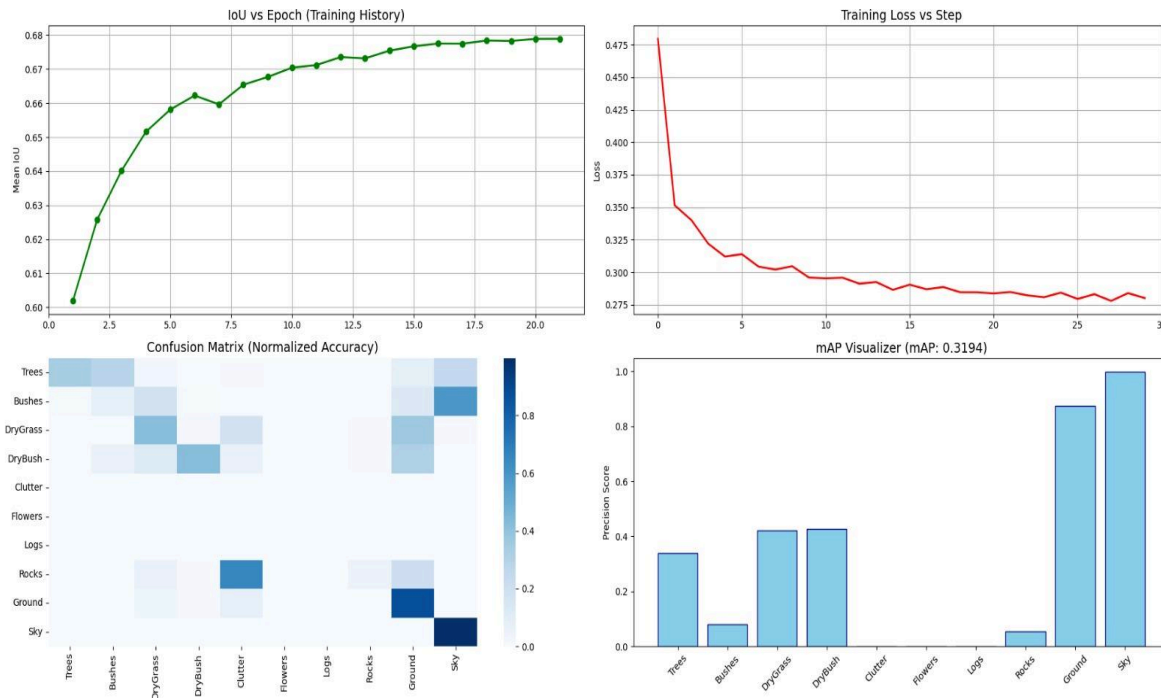 IoU vs Epoch (Training History)
Mean IoU
0.68
0.67
0.66
0.65
0.64
0.63
0.62
0.61
0.60
0.0 2.5 5.0 7.5 10.0 12.5 15.0 17.5 20.0
Training Loss vs Step
Loss
0.475
0.450
0.425
0.400
0.375
0.350
0.325
0.300
0.275
0 5 10 15 20 25 30
Confusion Matrix (Normalized Accuracy)
Trees
Bushes
DryGrass
DryBush
Clutter
Flowers
Logs
Rocks
Ground
Sky
Trees Bushes DryGrass DryBush Clutter Flowers Logs Rocks Ground Sky
0.8
0.6
0.4
0.2
0.0
mAP Visualizer (mAP: 0.3194)
Precision Score
1.0
0.8
0.6
0.4
0.2
0.0
Trees Bushes DryGrass DryBush Clutter Flowers Logs Rocks Ground Sky